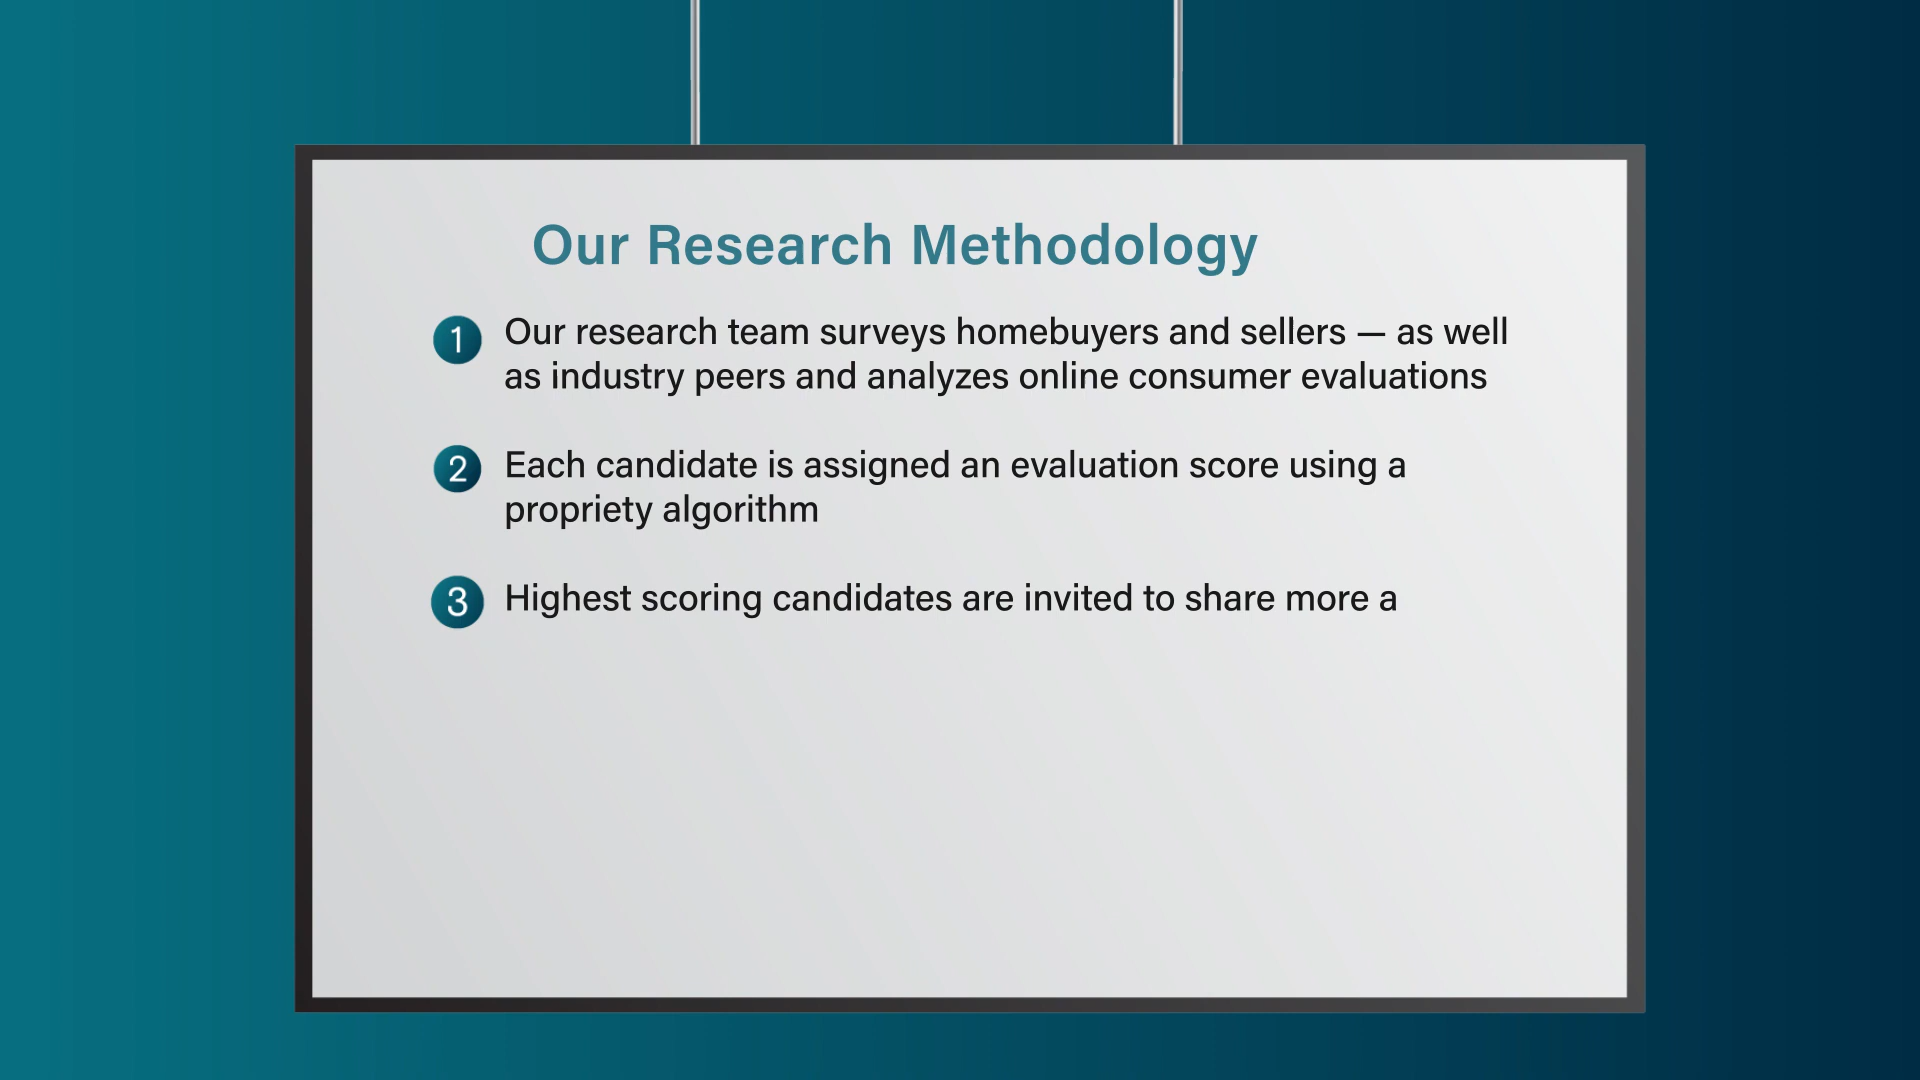 Our Research Methodology
1 Our research team surveys homebuyers and sellers — as well
as industry peers and analyzes online consumer evaluations
2 Each candidate is assigned an evaluation score using a
propriety algorithm
3 Highest scoring candidates are invited to share more a